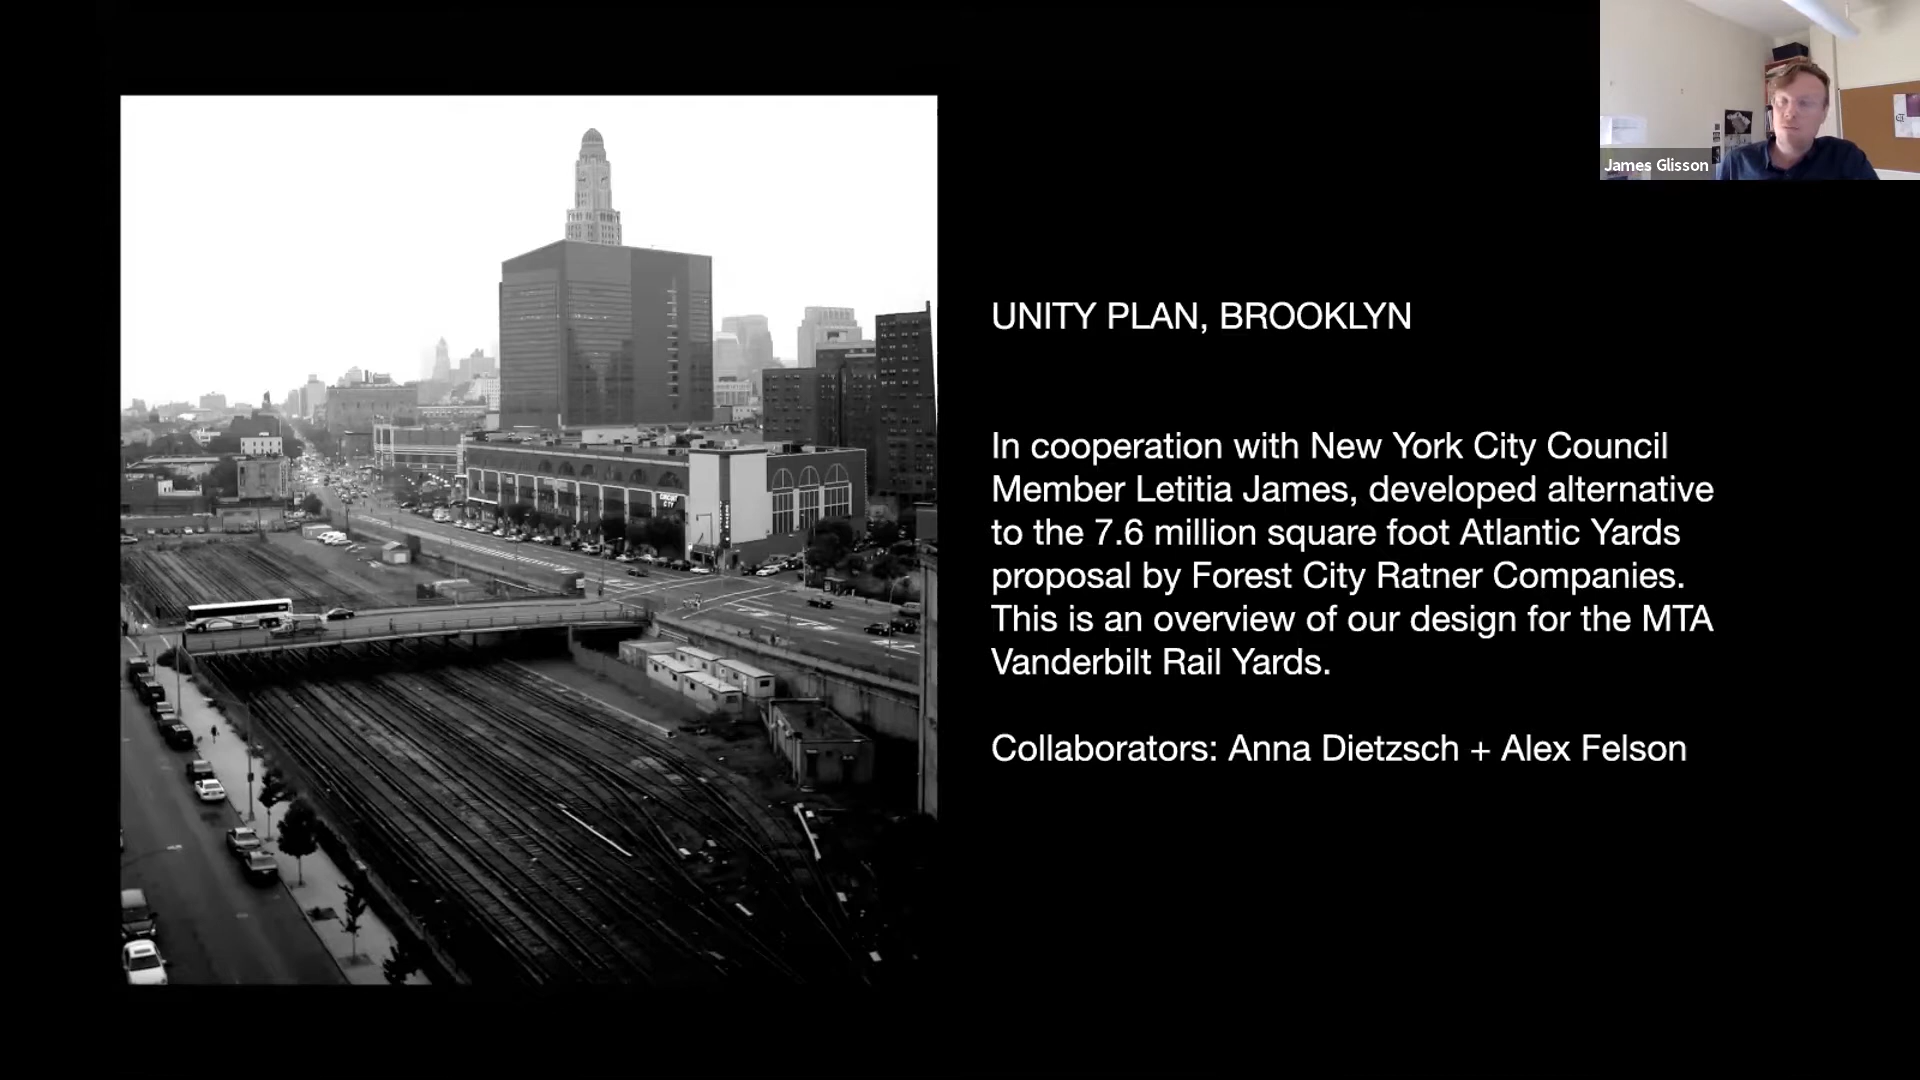 James Glisson
UNITY PLAN, BROOKLYN
In cooperation with New York City Council
Member Letitia James, developed alternative
to the 7.6 million square foot Atlantic Yards
proposal by Forest City Ratner Companies.
This is an overview of our design for the MTA
Vanderbilt Rail Yards.
Collaborators: Anna Dietzsch + Alex Felson
CIRCUIT
CITY